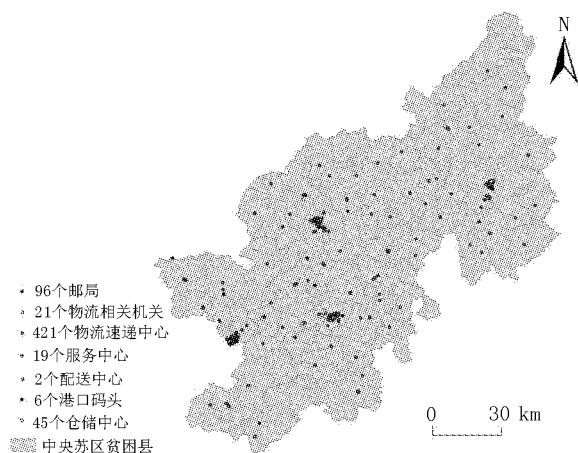 N
96个邮局
21个物流相关机关
421个物流速递中心
19个服务中心
2个配送中心
6个港口码头
45个仓储中心
中央苏区贫困县
0 30 km